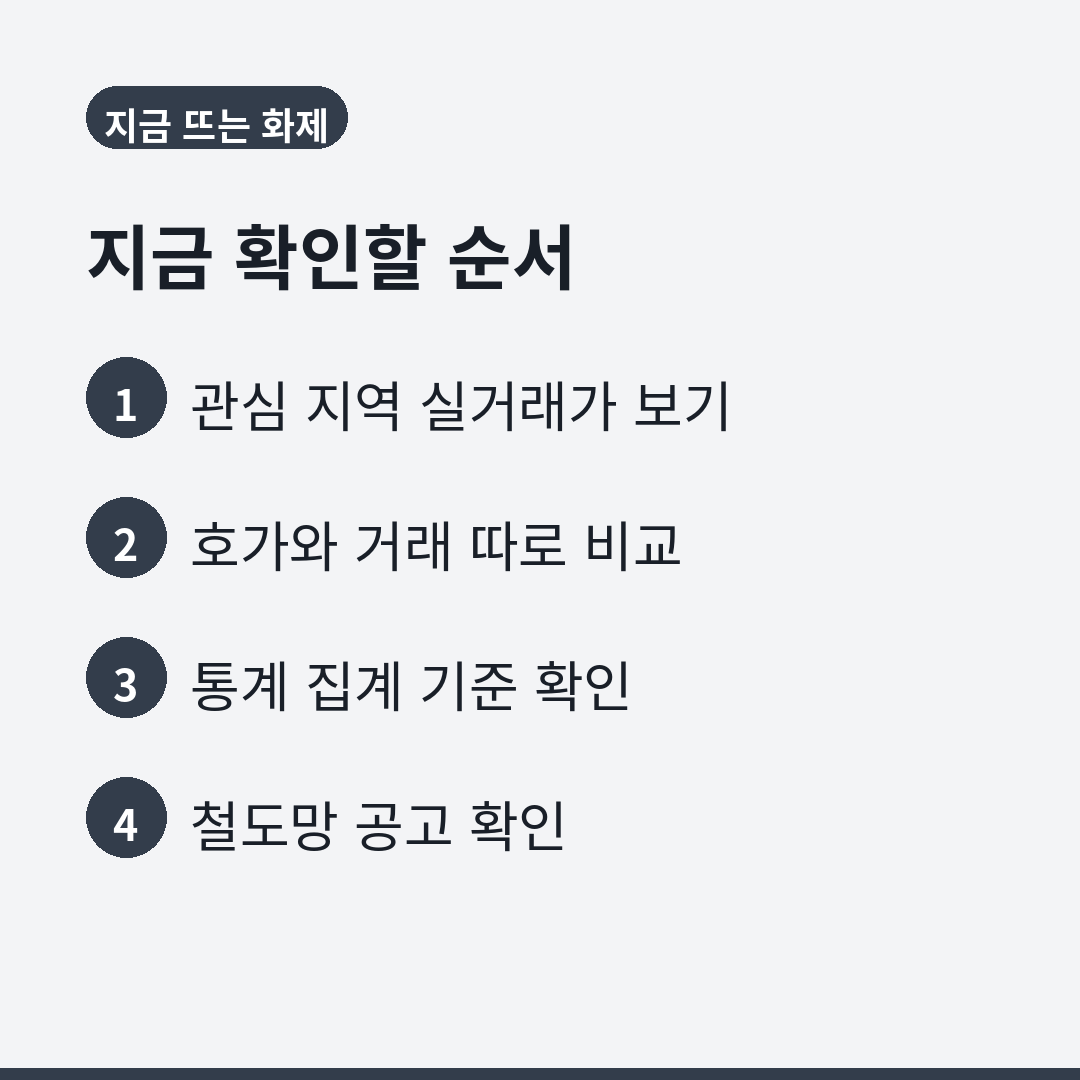 지금 뜨는 화제
지금 확인할 순서
1 관심 지역 실거래가 보기
2 호가와 거래 따로 비교
3 통계 집계 기준 확인
4 철도망 공고 확인